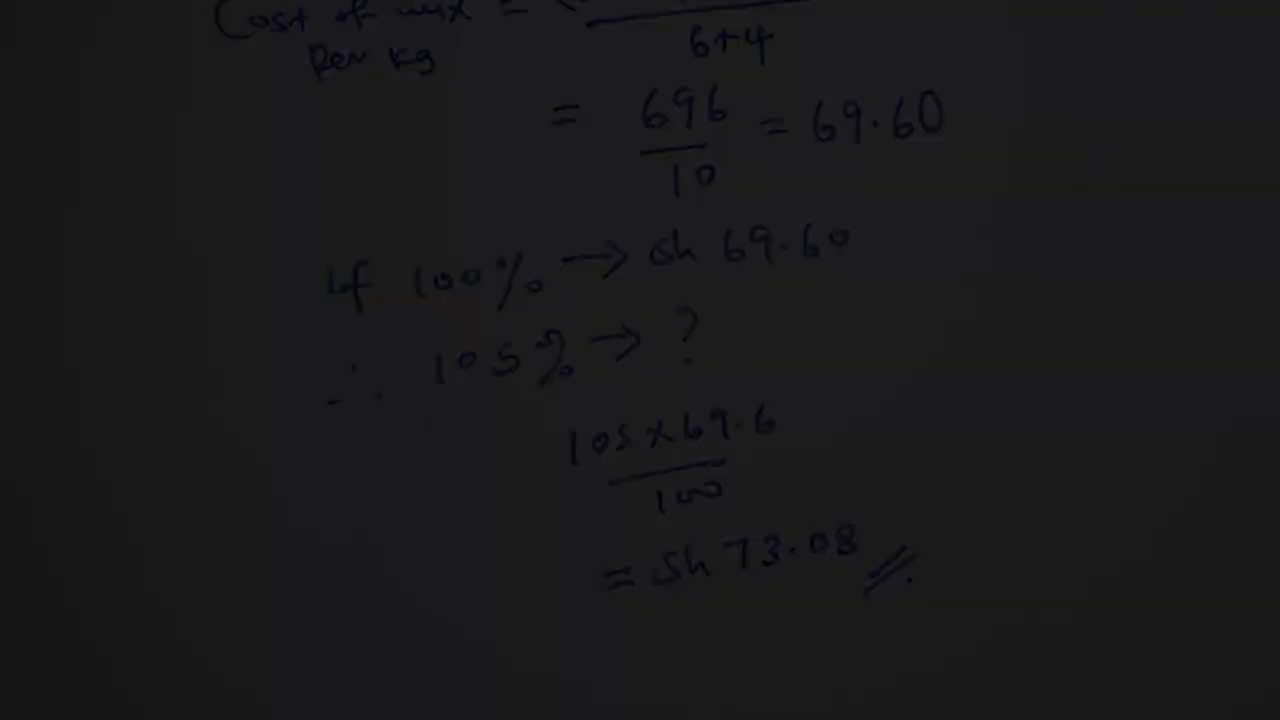 Cost of mix =
Per kg
6+4
= 696 = 69.60
10
If 100% → sh 69.60
∴ 105% → ?
105 x 69.6
100
= sh 73.08